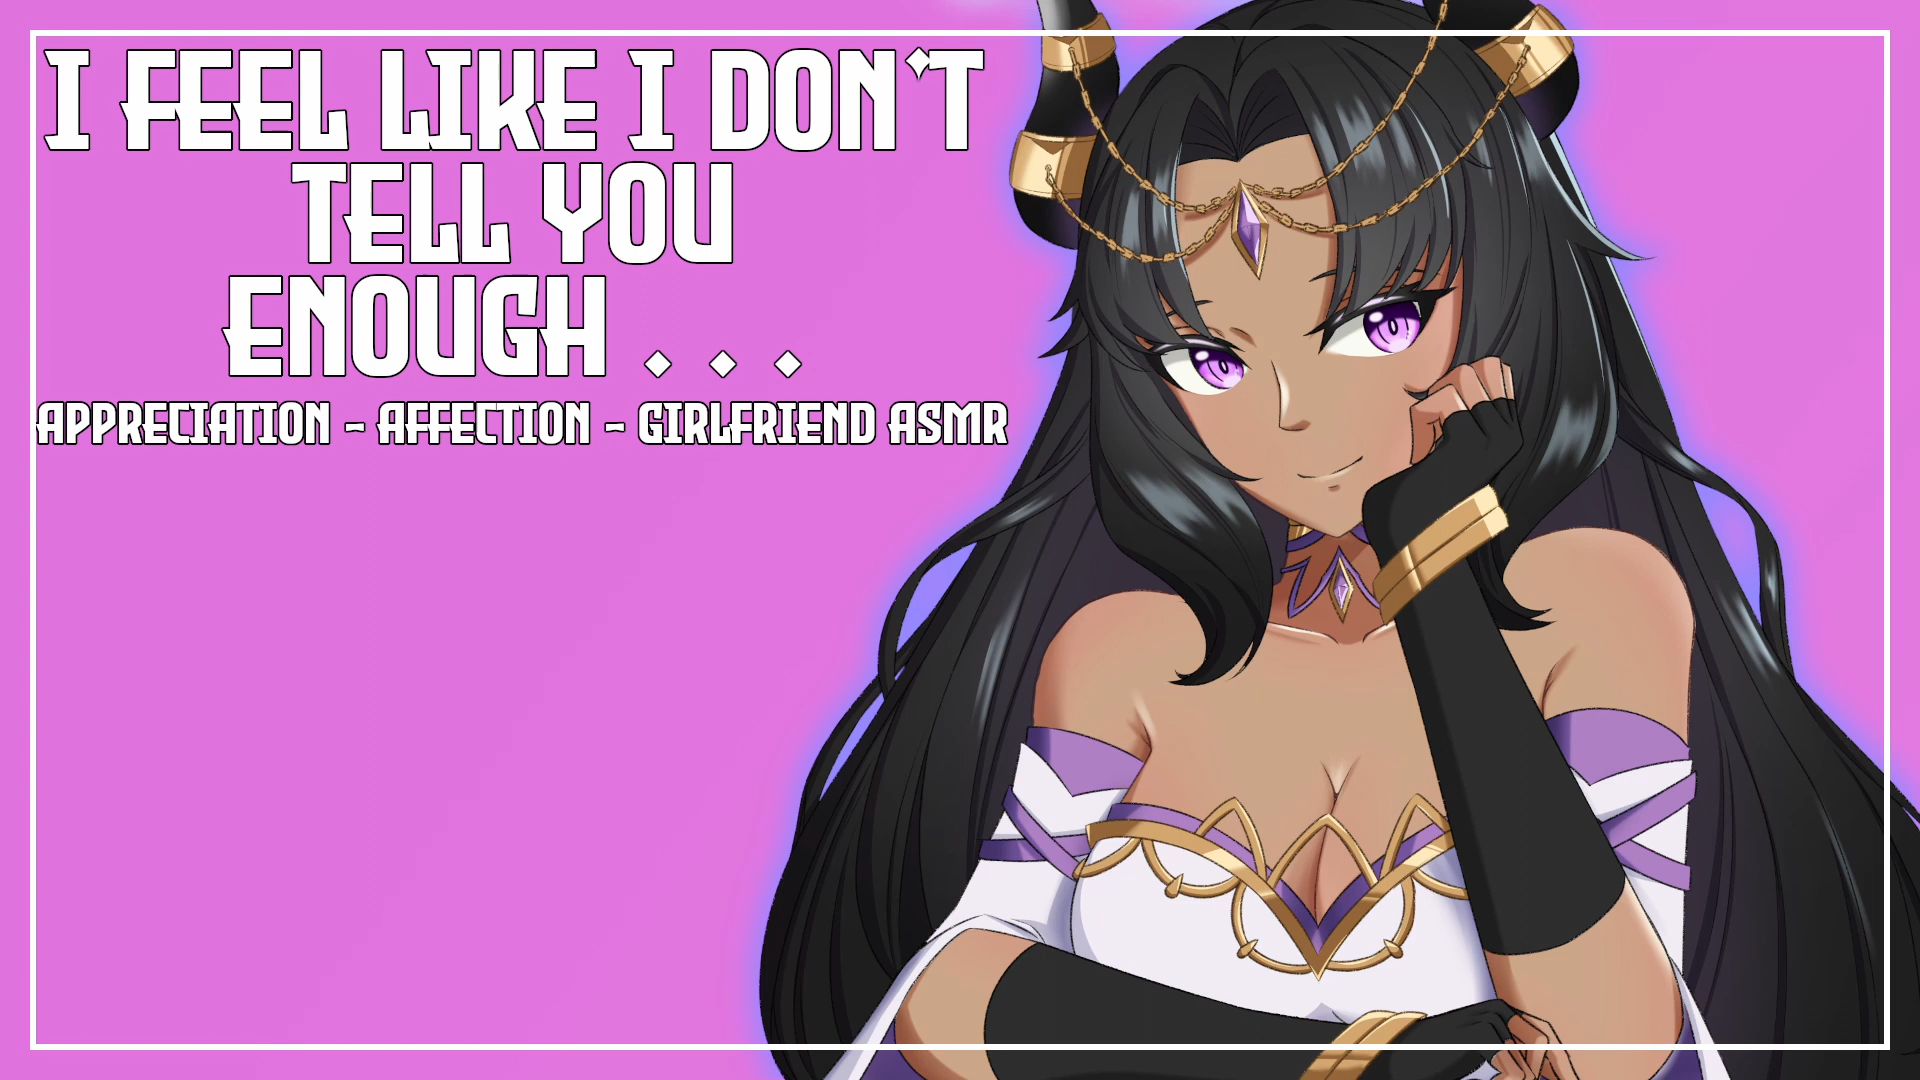 I FEEL LIKE I DON'T
TELL YOU
ENOUGH . . .
APPRECIATION - AFFECTION - GIRLFRIEND ASMR